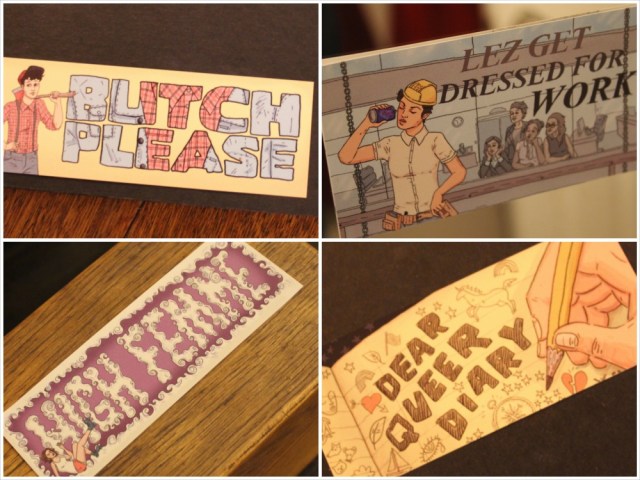 BUTCH
PLEASE
LEZ GET
DRESSED FOR
WORK
HIGH FEMME
DEAR
QUEER
DIARY